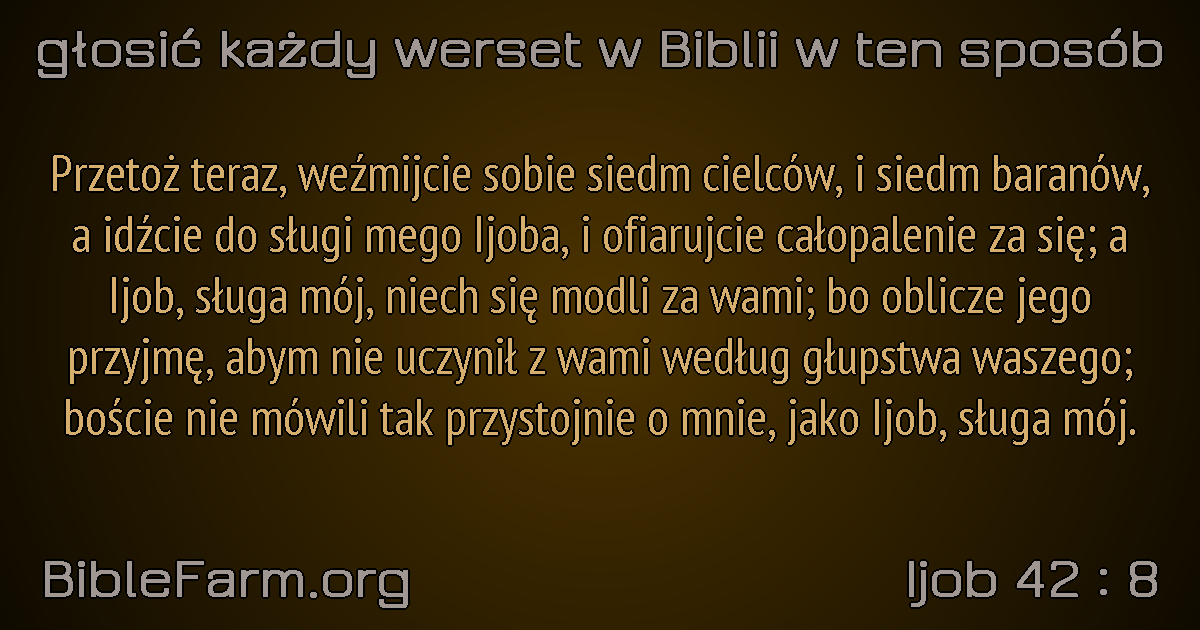 głosić każdy werset w Biblii w ten sposób
Przetoż teraz, weźmijcie sobie siedm cielców, i siedm baranów,
a idźcie do sługi mego Ijoba, i ofiarujcie całopalenie za się; a
Ijob, sługa mój, niech się modli za wami; bo oblicze jego
przyjmę, abym nie uczynił z wami według głupstwa waszego;
boście nie mówili tak przystojnie o mnie, jako Ijob, sługa mój.
BibleFarm.org
Ijob 42 : 8